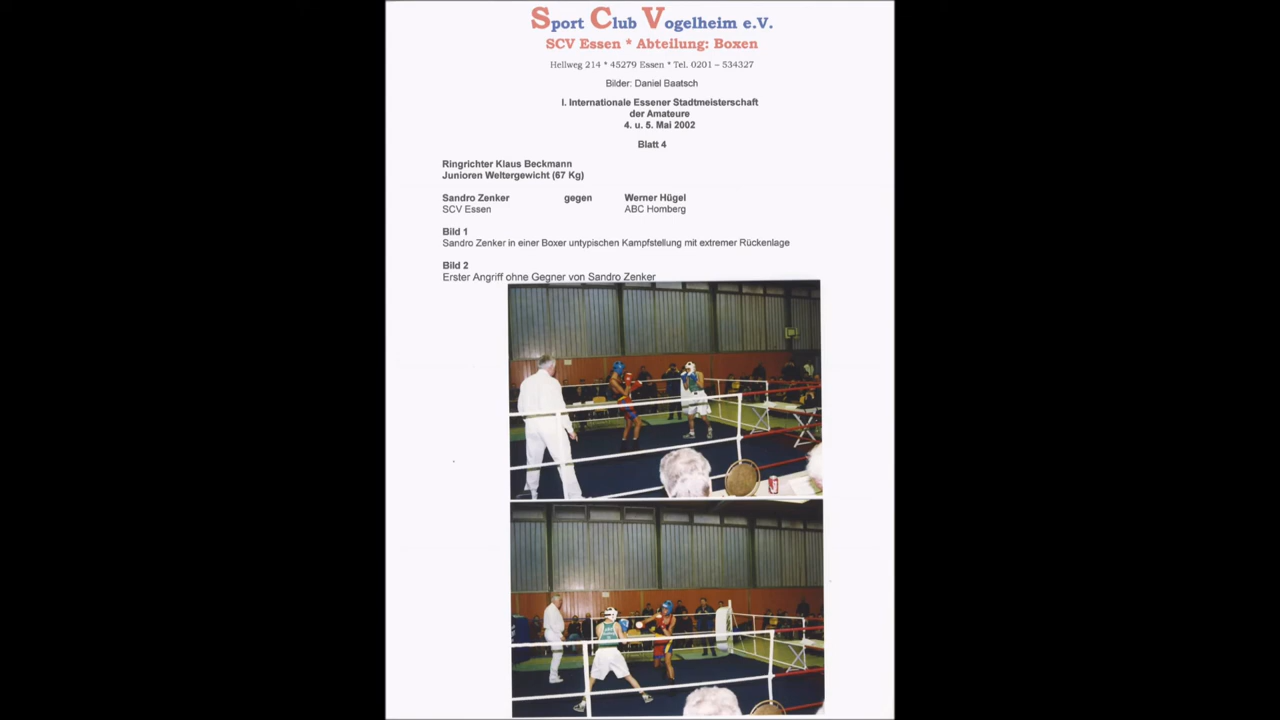 Sport Club Vogelheim e.V.
SCV Essen * Abteilung: Boxen
Hellweg 214 * 45279 Essen * Tel. 0201 – 534327
Bilder: Daniel Baatsch
I. Internationale Essener Stadtmeisterschaft
der Amateure
4. u. 5. Mai 2002
Blatt 4
Ringrichter Klaus Beckmann
Junioren Weltergewicht (67 Kg)
Sandro Zenker gegen Werner Hügel
SCV Essen ABC Homberg
Bild 1
Sandro Zenker in einer Boxer untypischen Kampfstellung mit extremer Rückenlage
Bild 2
Erster Angriff ohne Gegner von Sandro Zenker